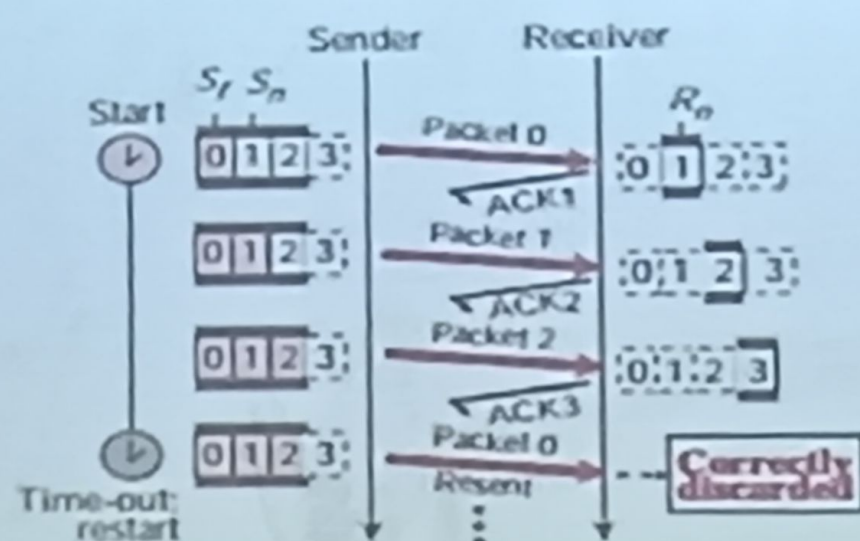 Sender Receiver
Start
Sf Sn
Rn
0 1 2 3
Packet 0
ACK1
0 1 2 3
0 1 2 3
Packet 1
ACK2
0 1 2 3
0 1 2 3
Packet 2
ACK3
0 1 2 3
0 1 2 3
Packet 0
Resent
Correctly
discarded
Time-out;
restart